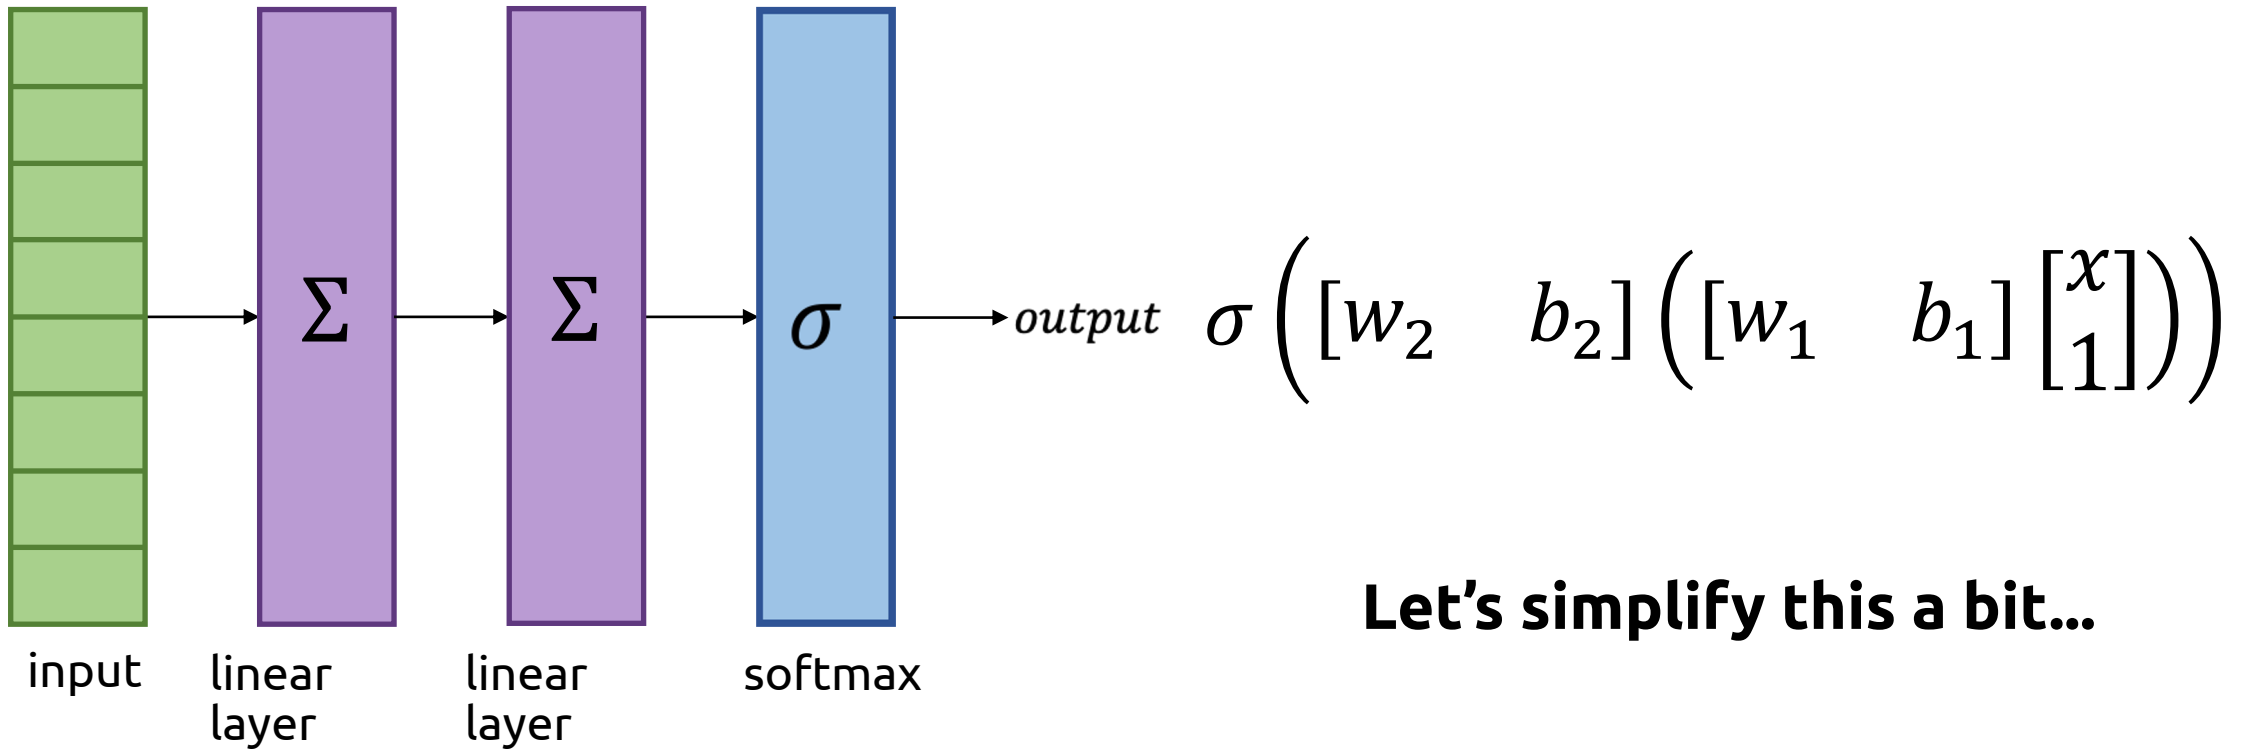 Σ
Σ
σ
output
σ([w₂ b₂]([w₁ b₁][x 1]))
Let's simplify this a bit...
input
linear layer
linear layer
softmax